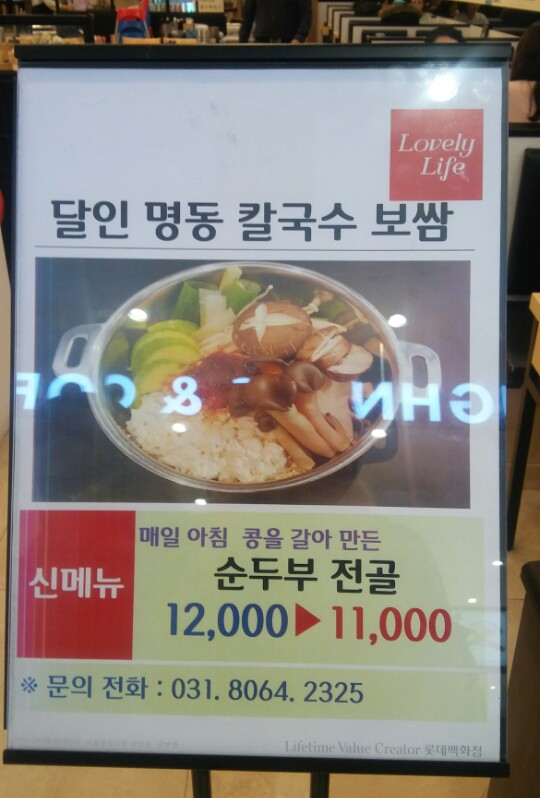 Lovely
Life
달인 명동 칼국수 보쌈
신메뉴
매일 아침 콩을 갈아 만든
순두부 전골
12,000▶11,000
※ 문의 전화 : 031. 8064. 2325
Lifetime Value Creator 롯데백화점